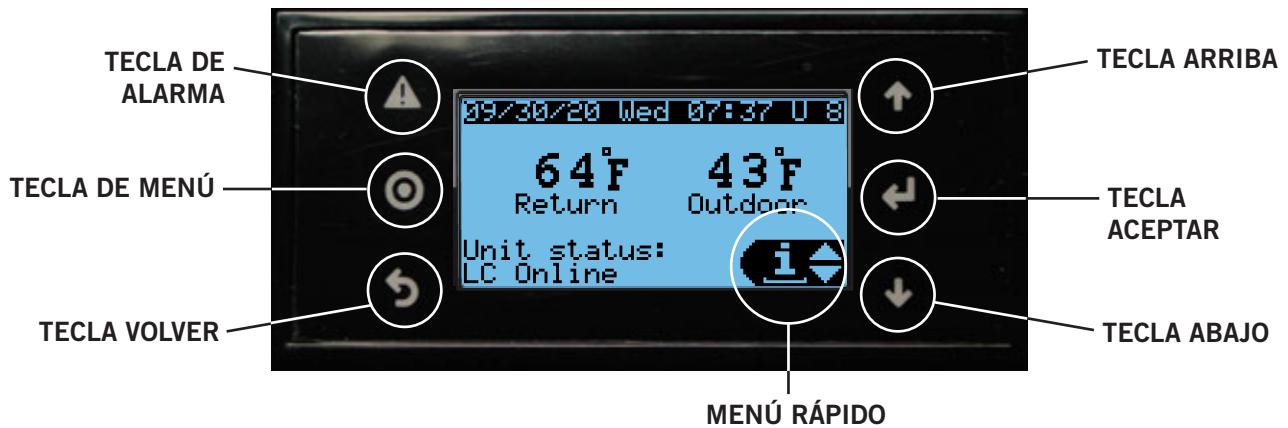 TECLA DE
ALARMA
TECLA ARRIBA
09/30/20 Wed 07:37 U 8
64°F 43°F
Return Outdoor
TECLA DE MENÚ
TECLA
ACEPTAR
Unit status:
LC Online
i
TECLA VOLVER
TECLA ABAJO
MENÚ RÁPIDO